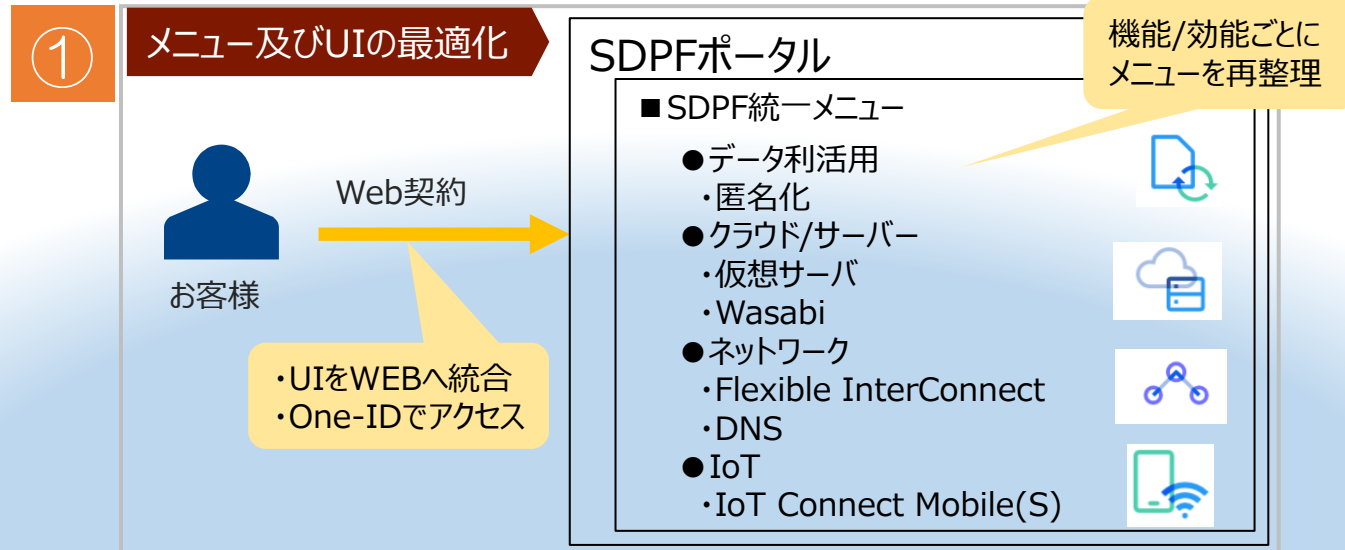 ①
メニュー及びUIの最適化
SDPFポータル
機能/効能ごとに
メニューを再整理
■SDPF統一メニュー
●データ利活用
・匿名化
●クラウド/サーバー
・仮想サーバ
・Wasabi
●ネットワーク
・Flexible InterConnect
・DNS
●IoT
・IoT Connect Mobile(S)
Web契約
お客様
・UIをWEBへ統合
・One-IDでアクセス